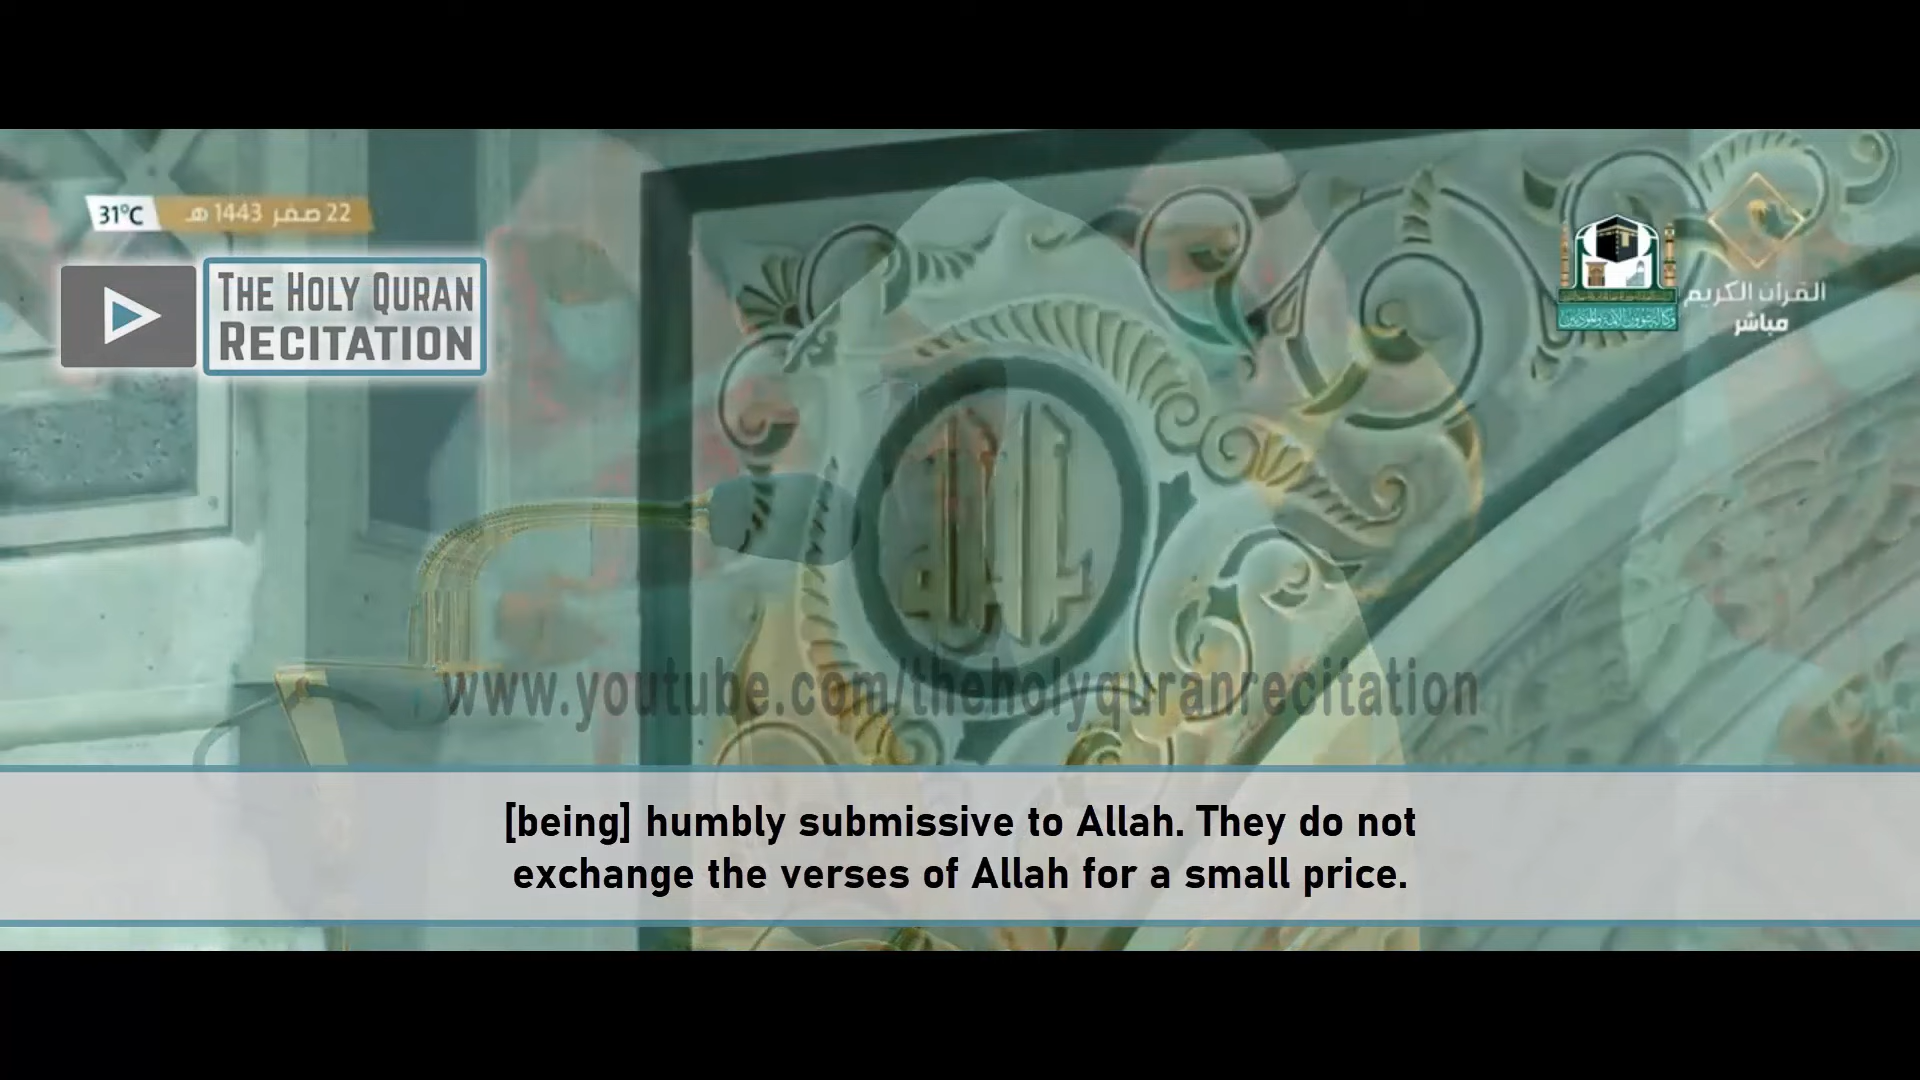 31°C
22 صفر 1443 هـ
THE HOLY QURAN
RECITATION
القرآن الكريم
مباشر
الله
www.youtube.com/theholyquranrecitation
[being] humbly submissive to Allah. They do not
exchange the verses of Allah for a small price.